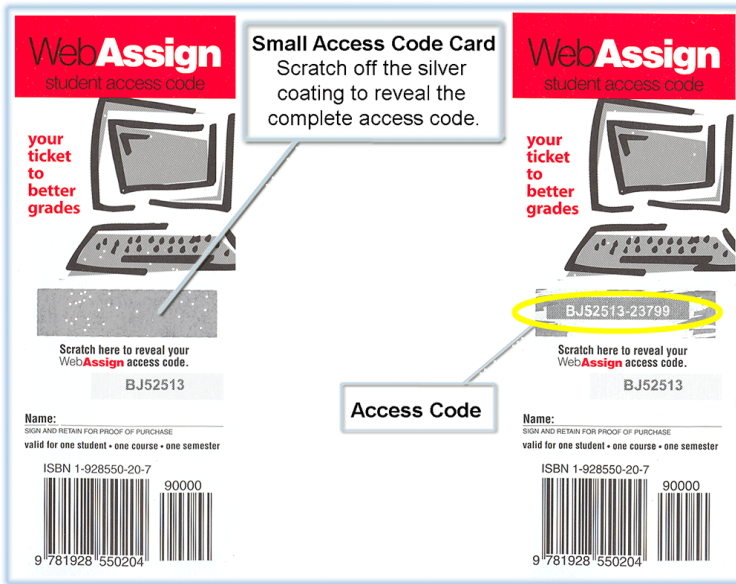 WebAssign
student access code
your
ticket
to
better
grades
Scratch here to reveal your
WebAssign access code.
BJ52513
Name:
SIGN AND RETAIN FOR PROOF OF PURCHASE
valid for one student • one course • one semester
ISBN 1-928550-20-7
90000
9 781928 550204
Small Access Code Card
Scratch off the silver
coating to reveal the
complete access code.
Access Code
WebAssign
student access code
your
ticket
to
better
grades
BJ52513-23799
Scratch here to reveal your
WebAssign access code.
BJ52513
Name:
SIGN AND RETAIN FOR PROOF OF PURCHASE
valid for one student • one course • one semester
ISBN 1-928550-20-7
90000
9 781928 550204